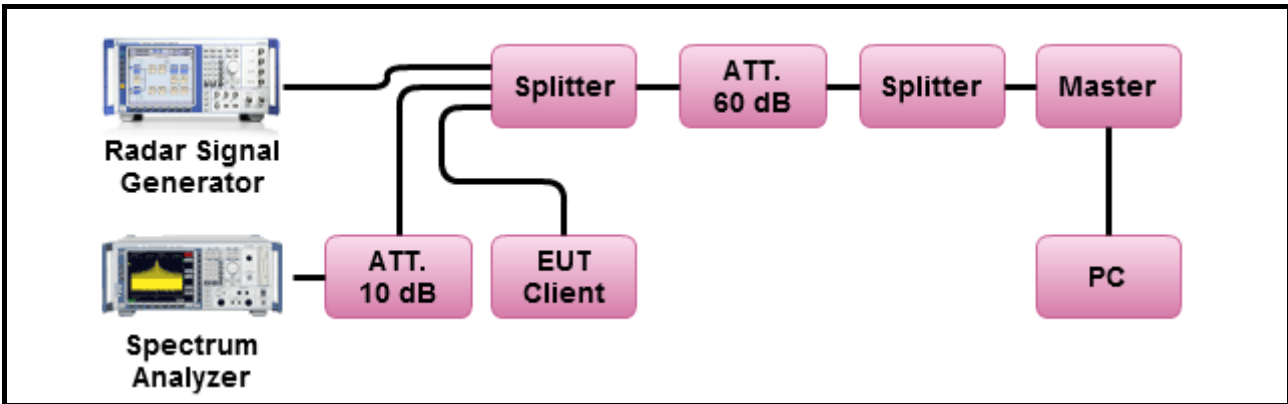 Splitter
ATT.
60 dB
Splitter
Master
Radar Signal
Generator
ATT.
10 dB
EUT
Client
PC
Spectrum
Analyzer